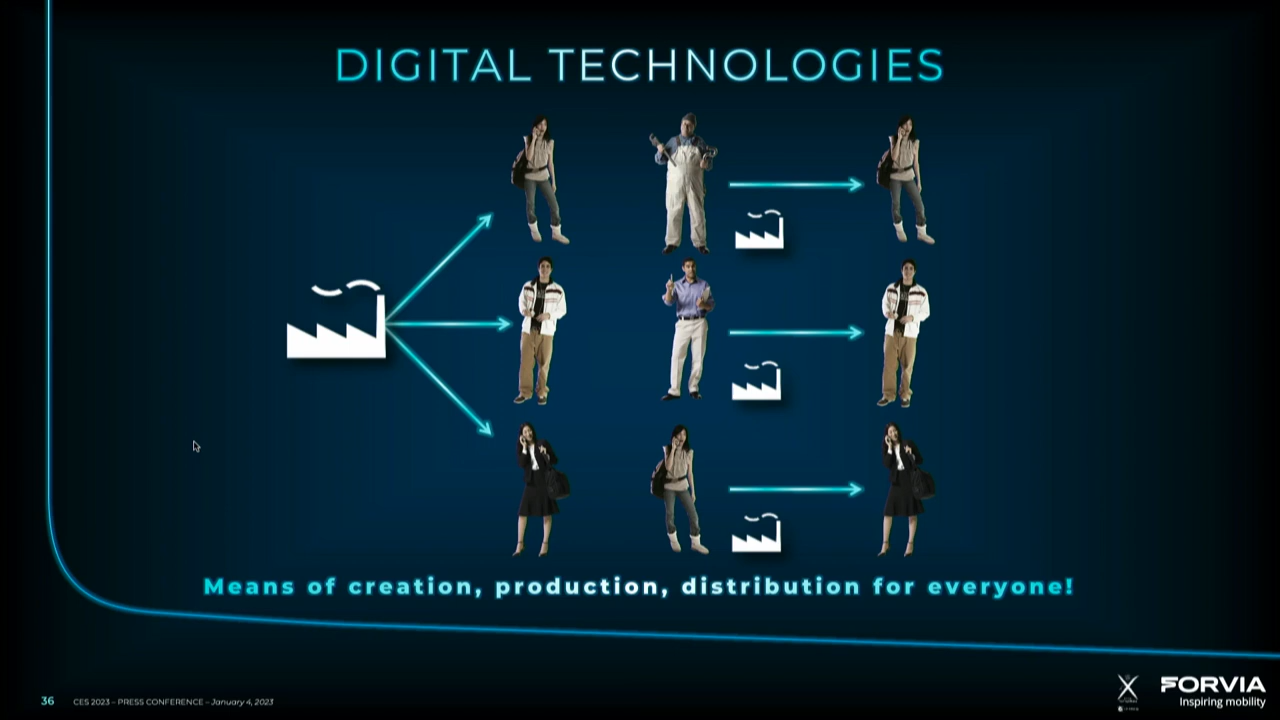 DIGITAL TECHNOLOGIES
Means of creation, production, distribution for everyone!
36 CES 2023 – PRESS CONFERENCE – January 4, 2023
FORVIA
Inspiring mobility